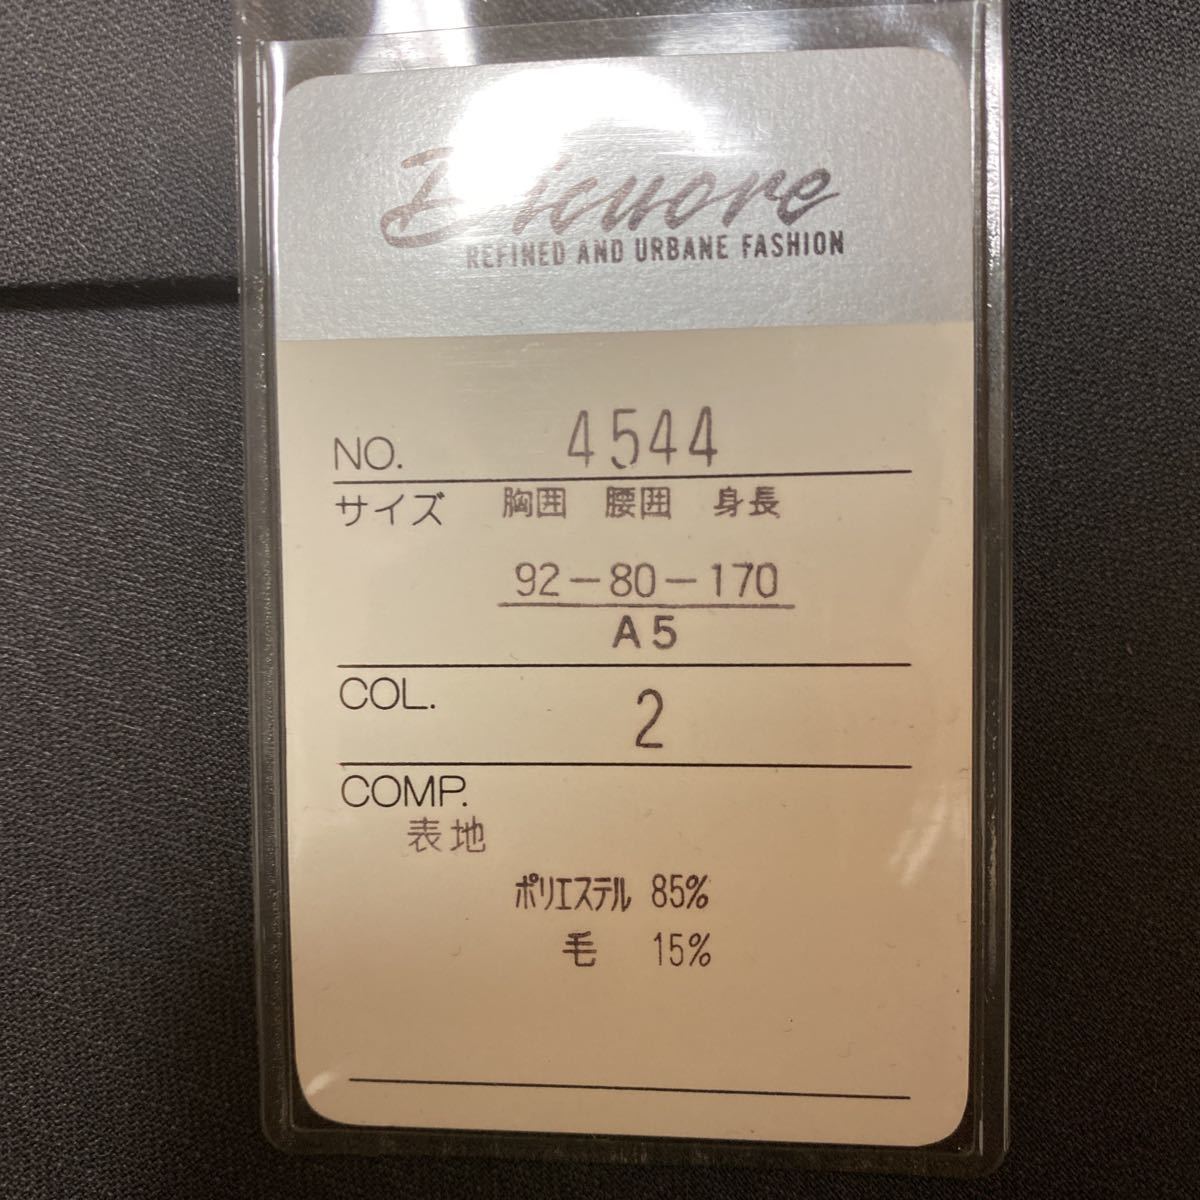 REFINED AND URBANE FASHION
NO. 4544
サイズ 胸囲 腰囲 身長
92-80-170
A5
COL. 2
COMP.
表地
ポリエステル 85%
毛 15%